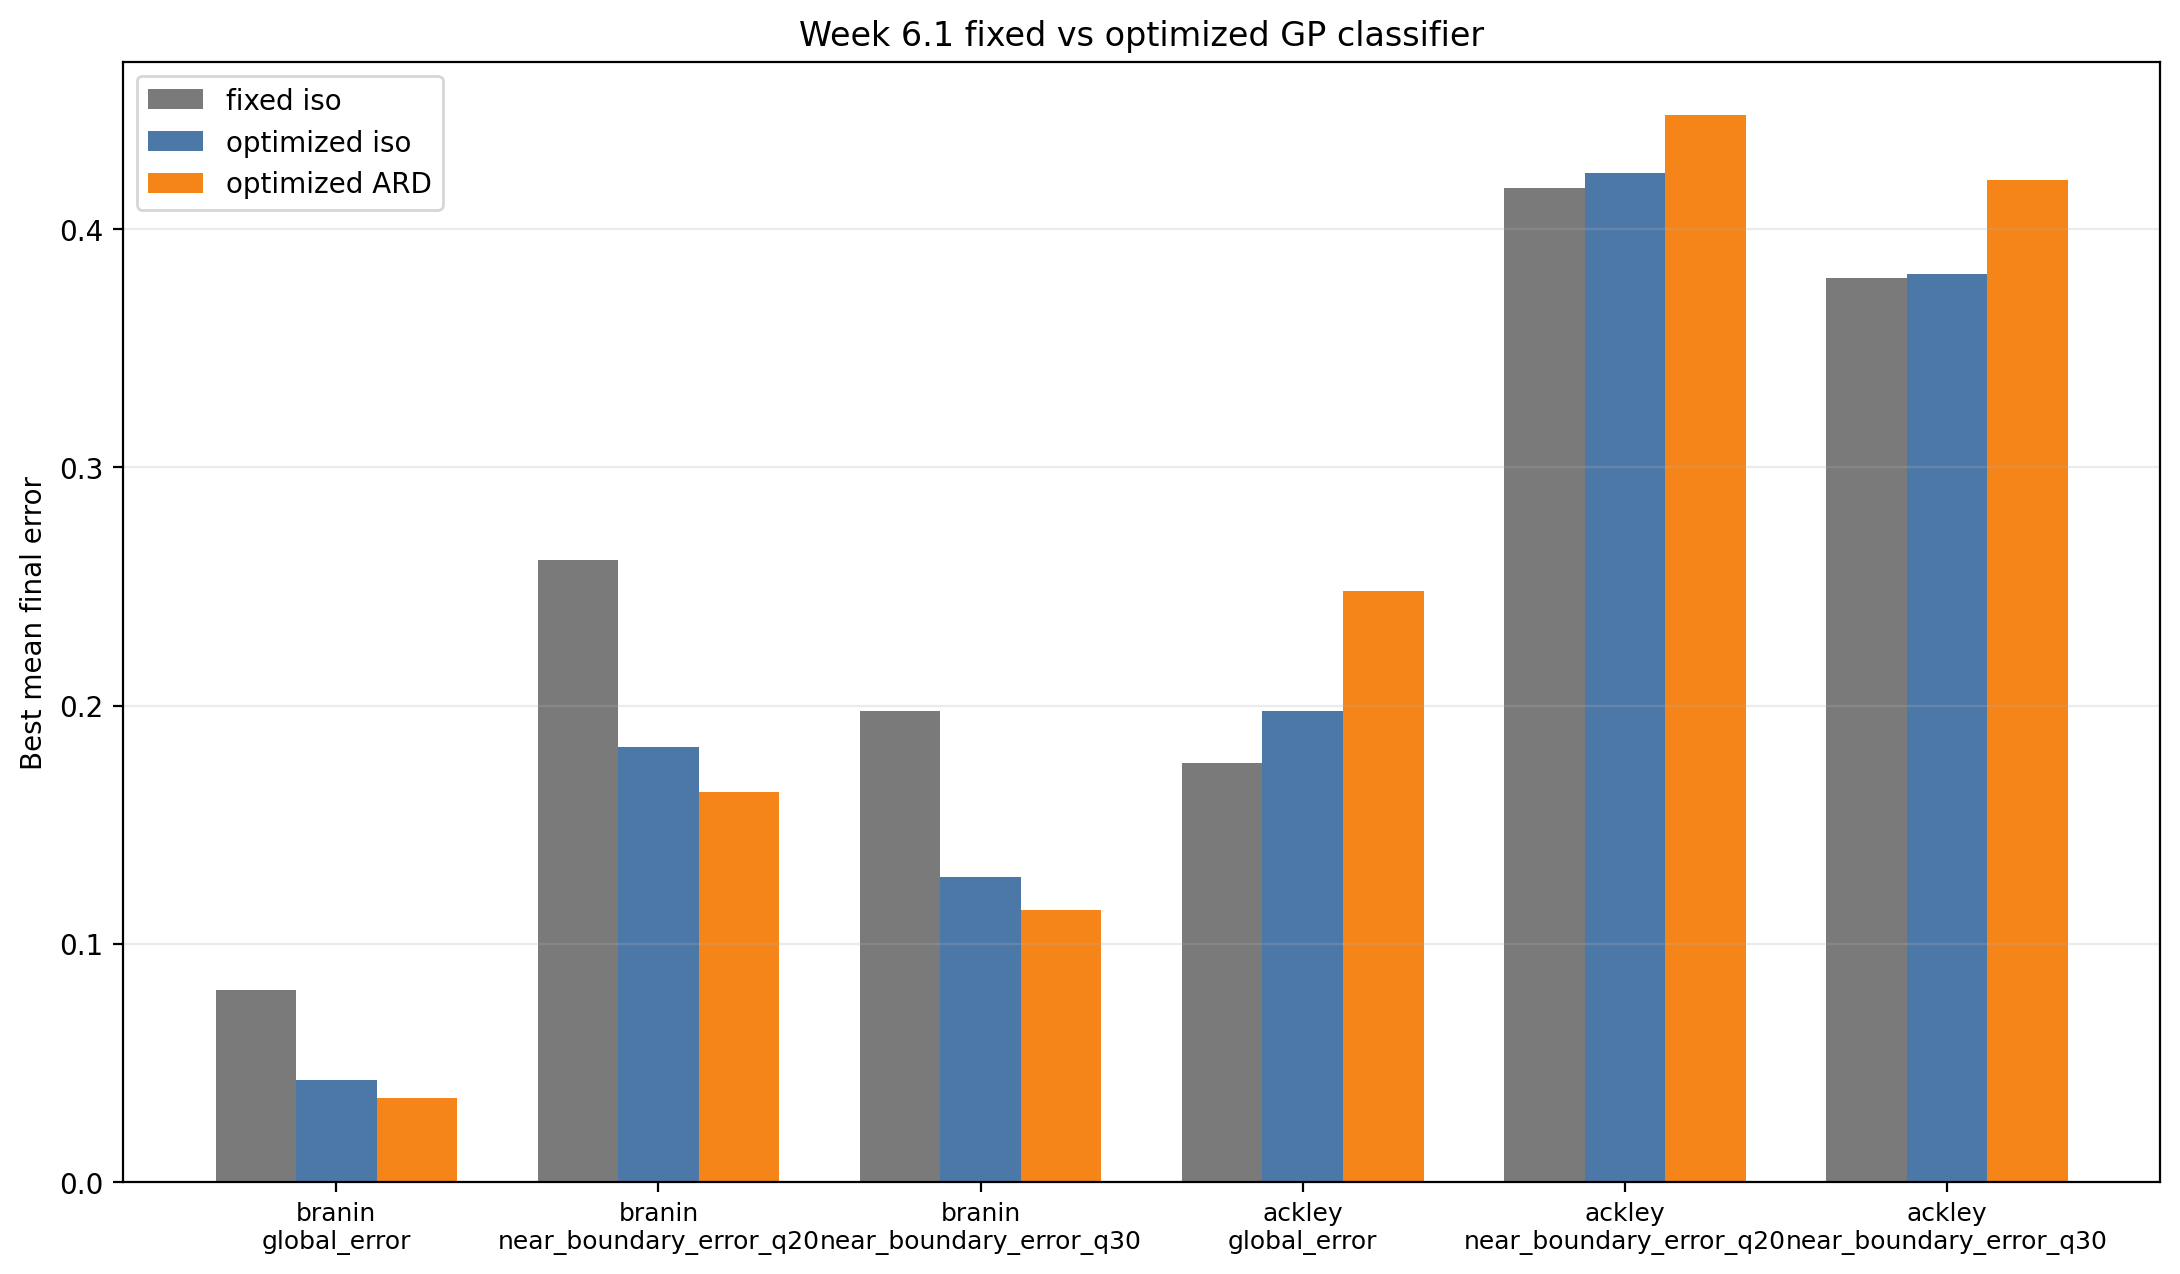 Week 6.1 fixed vs optimized GP classifier
fixed iso
optimized iso
optimized ARD
Best mean final error
0.4
0.3
0.2
0.1
0.0
branin
global_error
branin
near_boundary_error_q20
branin
near_boundary_error_q30
ackley
global_error
ackley
near_boundary_error_q20
ackley
near_boundary_error_q30